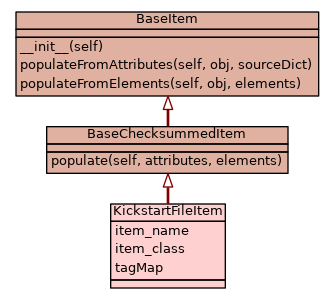 BaseItem
__init__(self)
populateFromAttributes(self, obj, sourceDict)
populateFromElements(self, obj, elements)
BaseChecksummedItem
populate(self, attributes, elements)
KickstartFileItem
item_name
item_class
tagMap